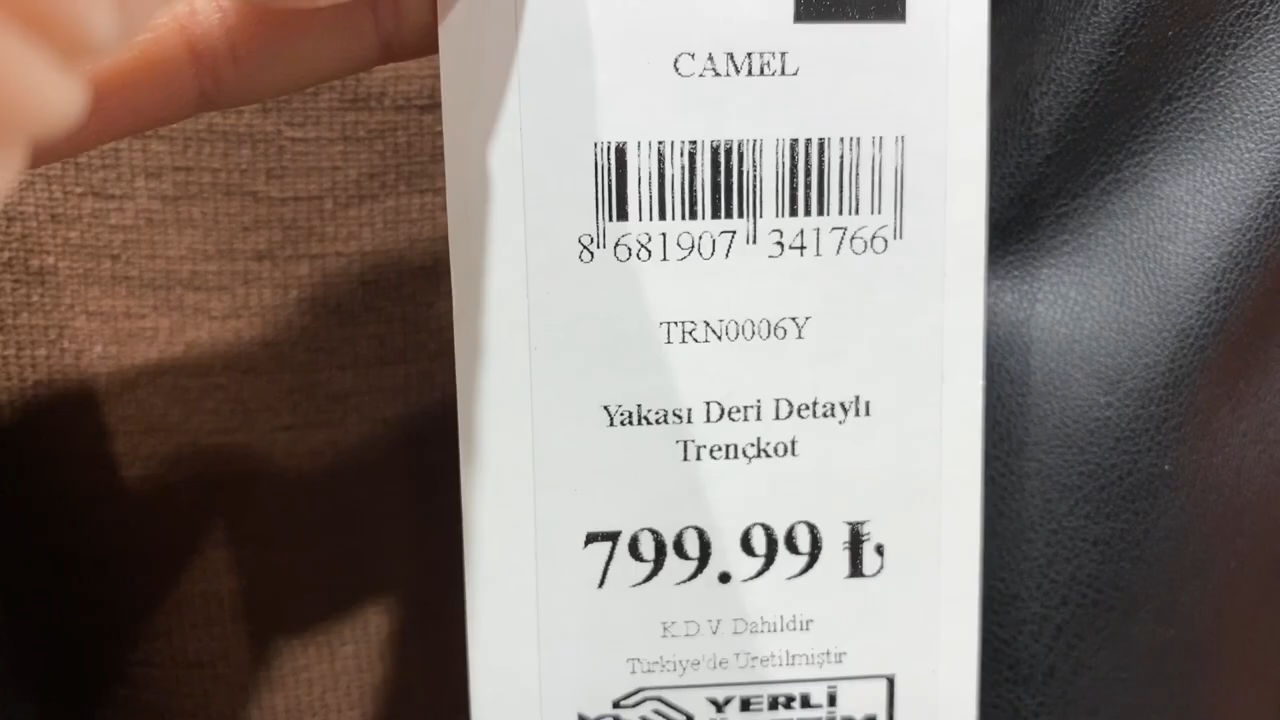 CAMEL
8 681907 341766
TRN0006Y
Yakası Deri Detaylı
Trençkot
799.99 ₺
K.D.V. Dahildir
Türkiye'de Üretilmiştir
YERLİ